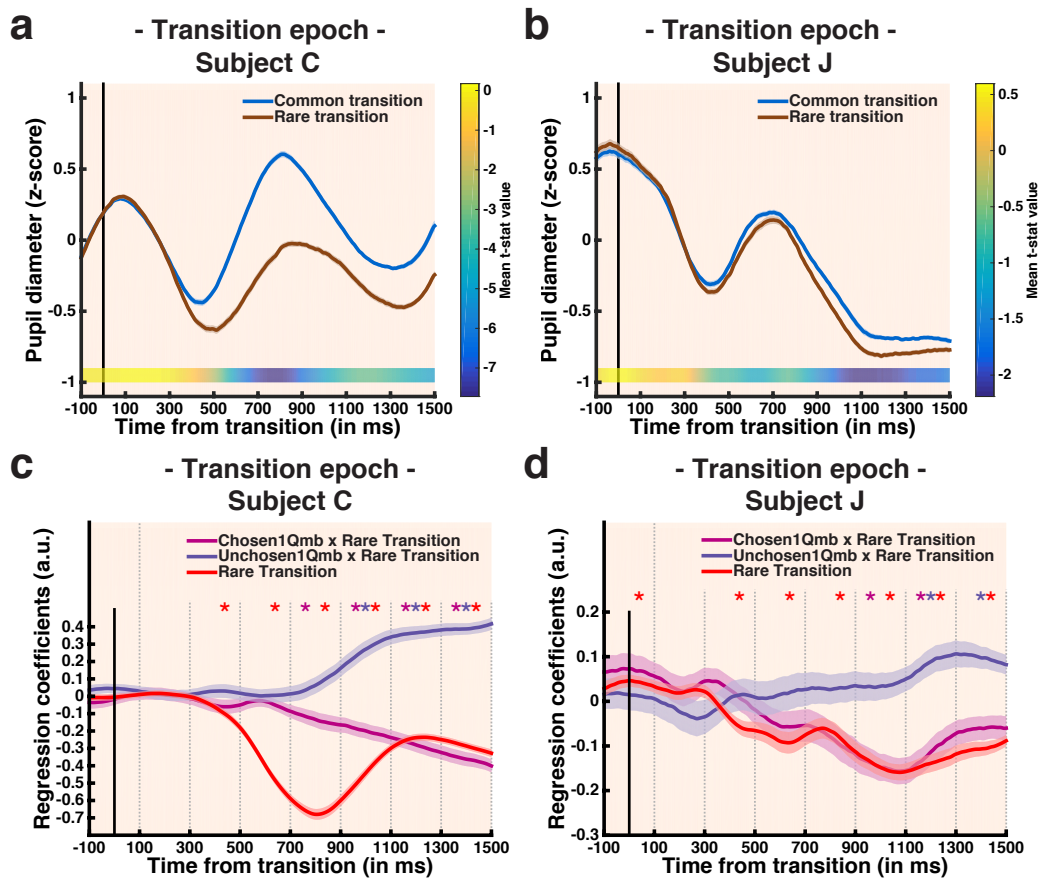 a
- Transition epoch -
Subject C
Common transition
Rare transition
Pupil diameter (z-score)
1
0.5
0
-0.5
-1
-100 100 300 500 700 900 1100 1300 1500
Time from transition (in ms)
0
-1
-2
-3
-4
-5
-6
-7
Mean t-stat value
b
- Transition epoch -
Subject J
Common transition
Rare transition
Pupil diameter (z-score)
1
0.5
0
-0.5
-1
-100 100 300 500 700 900 1100 1300 1500
Time from transition (in ms)
0.5
0
-0.5
-1
-1.5
-2
Mean t-stat value
c
- Transition epoch -
Subject C
Chosen1Qmb x Rare Transition
Unchosen1Qmb x Rare Transition
Rare Transition
* * * * * * * * * * * * *
Regression coefficients (a.u.)
0.4
0.3
0.2
0.1
0
-0.1
-0.2
-0.3
-0.4
-0.5
-0.6
-0.7
-100 100 300 500 700 900 1100 1300 1500
Time from transition (in ms)
d
- Transition epoch -
Subject J
Chosen1Qmb x Rare Transition
Unchosen1Qmb x Rare Transition
Rare Transition
* * * * * * * * * * *
Regression coefficients (a.u.)
0.2
0.1
0
-0.1
-0.2
-0.3
-100 100 300 500 700 900 1100 1300 1500
Time from transition (in ms)